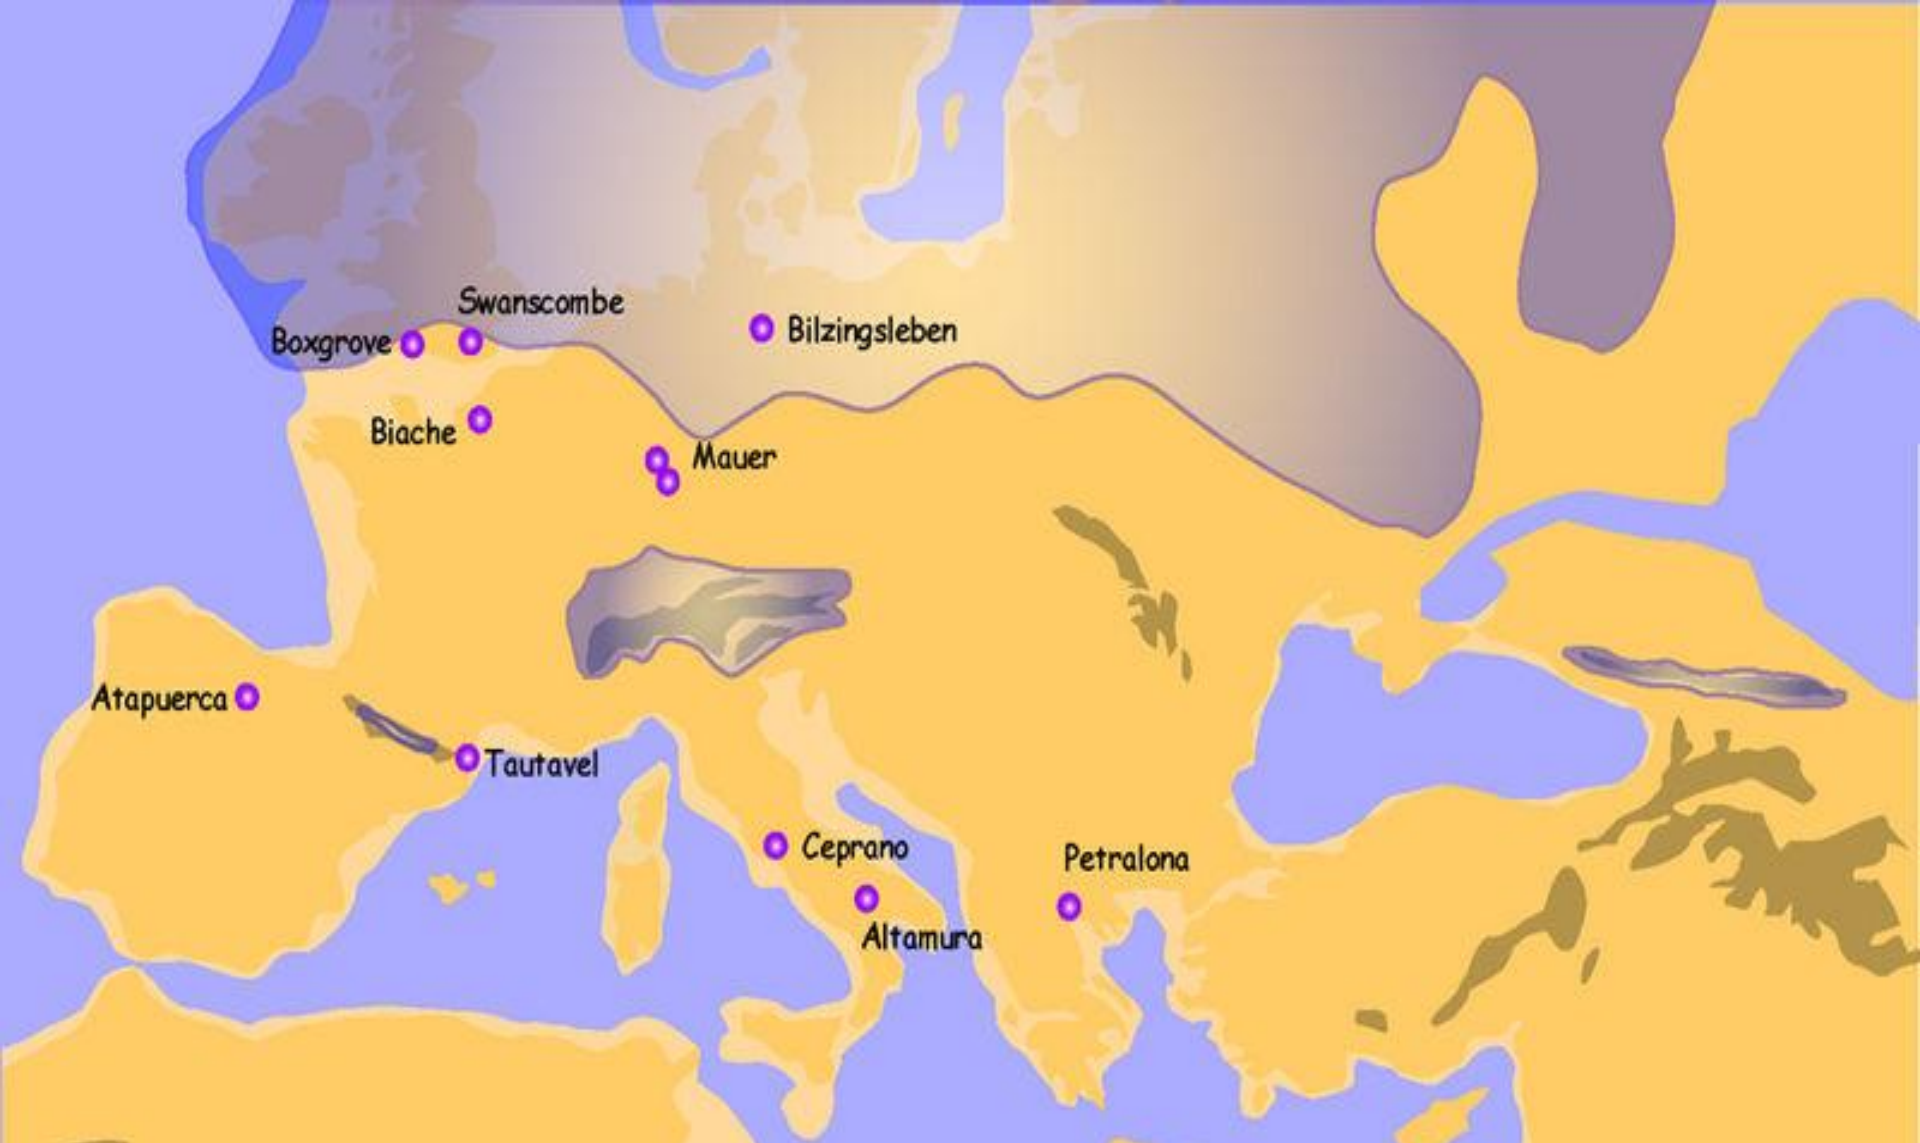 Swanscombe
Boxgrove
Bilzingsleben
Biache
Mauer
Atapuerca
Tautavel
Ceprano
Petralona
Altamura